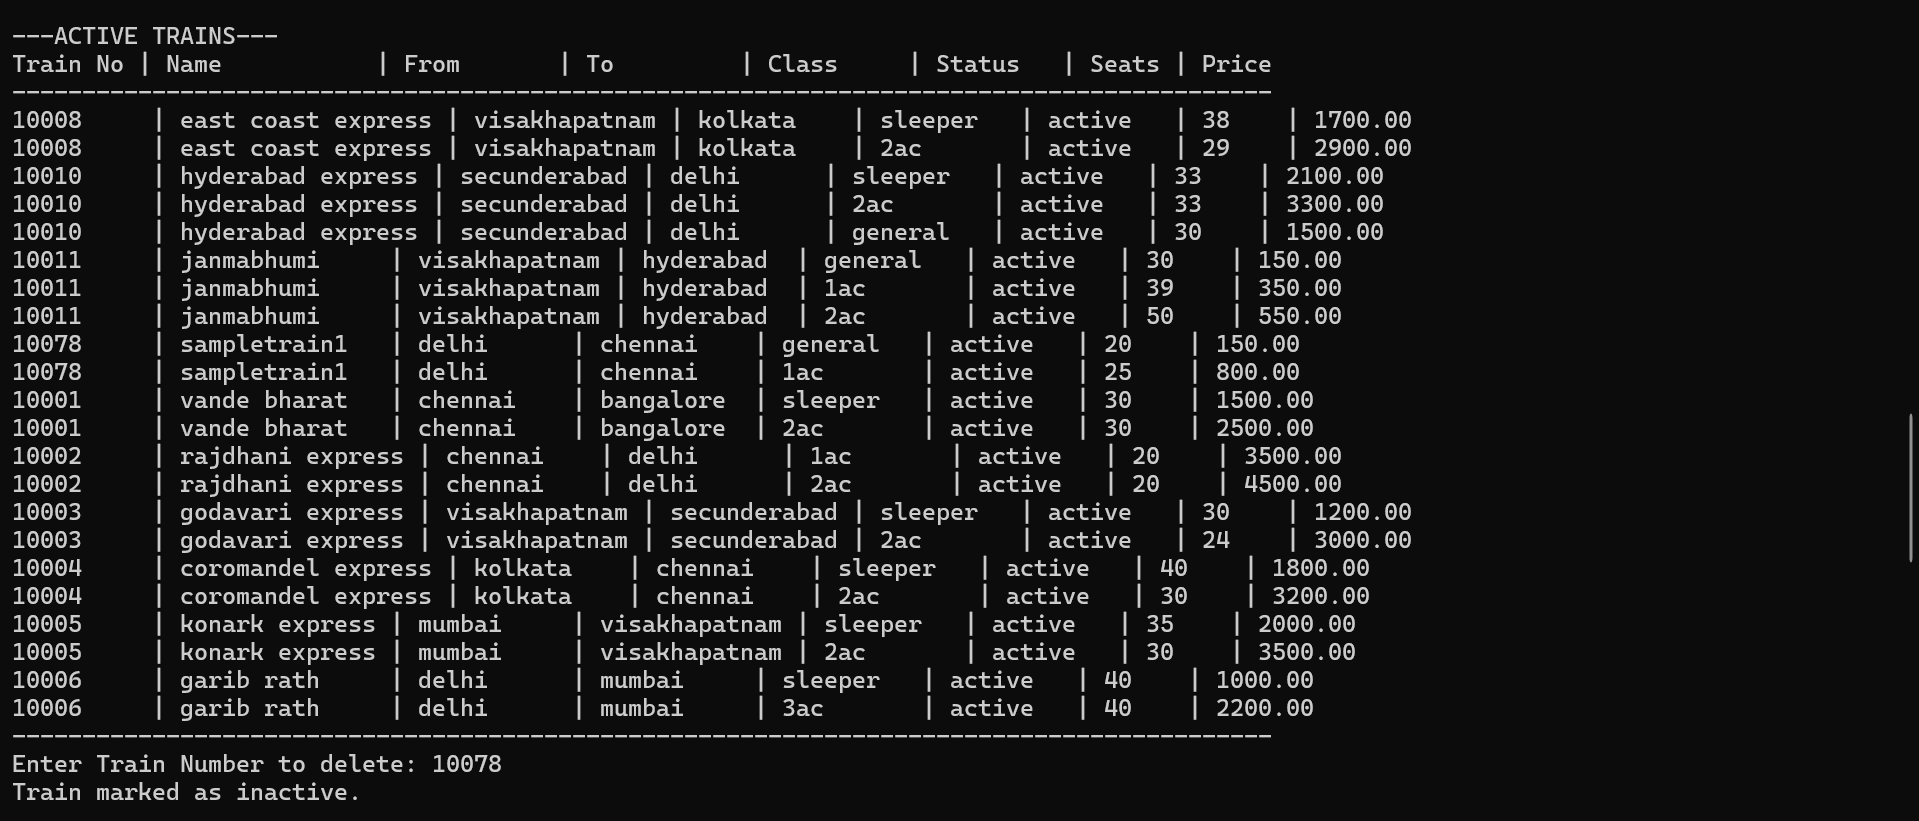 ---ACTIVE TRAINS---
Train No | Name           | From       | To         | Class     | Status   | Seats | Price
------------------------------------------------------------------------------------------
10008     | east coast express | visakhapatnam | kolkata    | sleeper   | active   | 38    | 1700.00
10008     | east coast express | visakhapatnam | kolkata    | 2ac       | active   | 29    | 2900.00
10010     | hyderabad express | secunderabad | delhi      | sleeper   | active   | 33    | 2100.00
10010     | hyderabad express | secunderabad | delhi      | 2ac       | active   | 33    | 3300.00
10010     | hyderabad express | secunderabad | delhi      | general   | active   | 30    | 1500.00
10011     | janmabhumi     | visakhapatnam | hyderabad  | general   | active   | 30    | 150.00
10011     | janmabhumi     | visakhapatnam | hyderabad  | 1ac       | active   | 39    | 350.00
10011     | janmabhumi     | visakhapatnam | hyderabad  | 2ac       | active   | 50    | 550.00
10078     | sampletrain1   | delhi      | chennai    | general   | active   | 20    | 150.00
10078     | sampletrain1   | delhi      | chennai    | 1ac       | active   | 25    | 800.00
10001     | vande bharat   | chennai    | bangalore  | sleeper   | active   | 30    | 1500.00
10001     | vande bharat   | chennai    | bangalore  | 2ac       | active   | 30    | 2500.00
10002     | rajdhani express | chennai    | delhi      | 1ac       | active   | 20    | 3500.00
10002     | rajdhani express | chennai    | delhi      | 2ac       | active   | 20    | 4500.00
10003     | godavari express | visakhapatnam | secunderabad | sleeper   | active   | 30    | 1200.00
10003     | godavari express | visakhapatnam | secunderabad | 2ac       | active   | 24    | 3000.00
10004     | coromandel express | kolkata    | chennai    | sleeper   | active   | 40    | 1800.00
10004     | coromandel express | kolkata    | chennai    | 2ac       | active   | 30    | 3200.00
10005     | konark express | mumbai     | visakhapatnam | sleeper   | active   | 35    | 2000.00
10005     | konark express | mumbai     | visakhapatnam | 2ac       | active   | 30    | 3500.00
10006     | garib rath     | delhi      | mumbai     | sleeper   | active   | 40    | 1000.00
10006     | garib rath     | delhi      | mumbai     | 3ac       | active   | 40    | 2200.00
------------------------------------------------------------------------------------------
Enter Train Number to delete: 10078
Train marked as inactive.